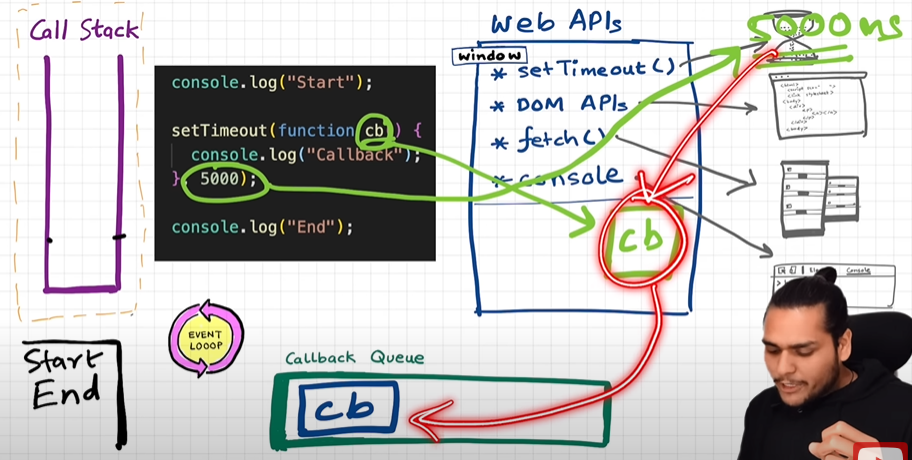 Call Stack
console.log("Start");
setTimeout(function cb() {
console.log("Callback");
}, 5000);
console.log("End");
Web APIs
window
* setTimeout()
* DOM APIs
* fetch()
* console
cb
5000
Console
EVENT
LOOOP
Start
End
Callback Queue
cb